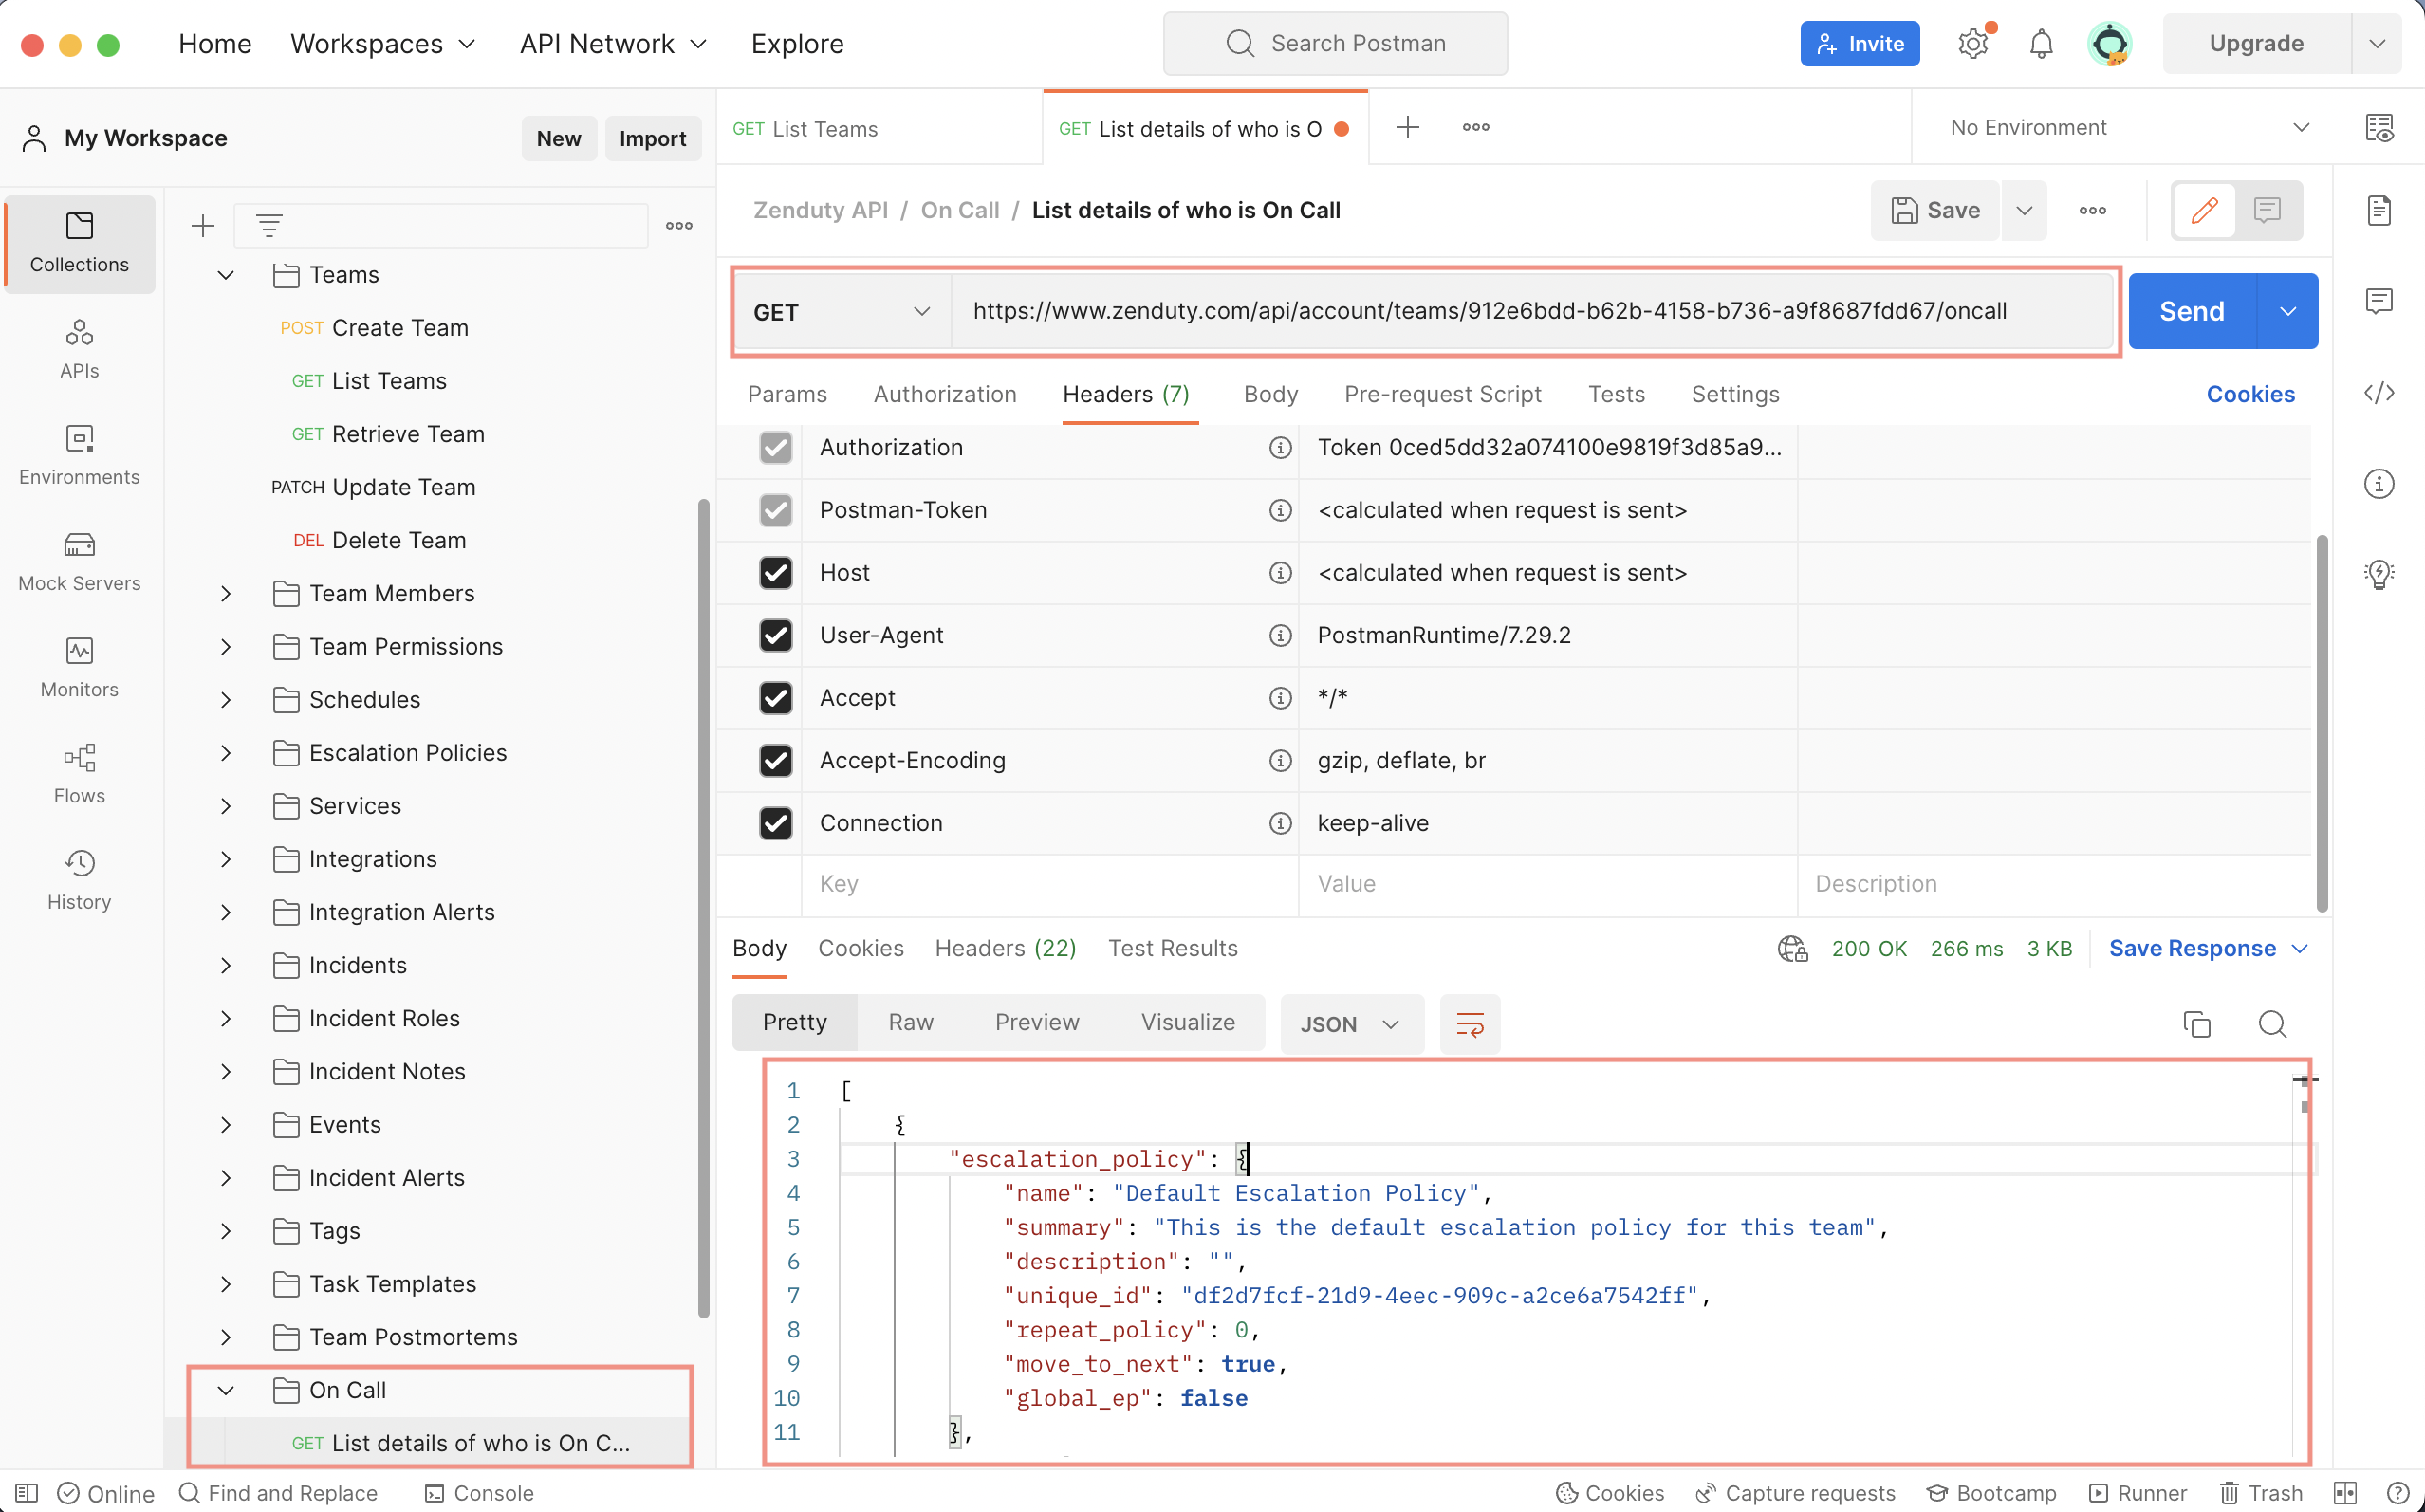 Home Workspaces API Network Explore Search Postman Invite Upgrade
My Workspace New Import
GET List Teams GET List details of who is O No Environment
Zenduty API / On Call / List details of who is On Call Save
GET https://www.zenduty.com/api/account/teams/912e6bdd-b62b-4158-b736-a9f8687fdd67/oncall Send
Params Authorization Headers (7) Body Pre-request Script Tests Settings Cookies
Collections
APIs
Environments
Mock Servers
Monitors
Flows
History
Teams
POST Create Team
GET List Teams
GET Retrieve Team
PATCH Update Team
DEL Delete Team
Team Members
Team Permissions
Schedules
Escalation Policies
Services
Integrations
Integration Alerts
Incidents
Incident Roles
Incident Notes
Events
Incident Alerts
Tags
Task Templates
Team Postmortems
On Call
GET List details of who is On C...
Authorization Token 0ced5dd32a074100e9819f3d85a9...
Postman-Token <calculated when request is sent>
Host <calculated when request is sent>
User-Agent PostmanRuntime/7.29.2
Accept */*
Accept-Encoding gzip, deflate, br
Connection keep-alive
Key Value Description
Body Cookies Headers (22) Test Results 200 OK 266 ms 3 KB Save Response
Pretty Raw Preview Visualize JSON
1 [
2 {
3 "escalation_policy": {
4 "name": "Default Escalation Policy",
5 "summary": "This is the default escalation policy for this team",
6 "description": "",
7 "unique_id": "df2d7fcf-21d9-4eec-909c-a2ce6a7542ff",
8 "repeat_policy": 0,
9 "move_to_next": true,
10 "global_ep": false
11 },
Online Find and Replace Console Cookies Capture requests Bootcamp Runner Trash